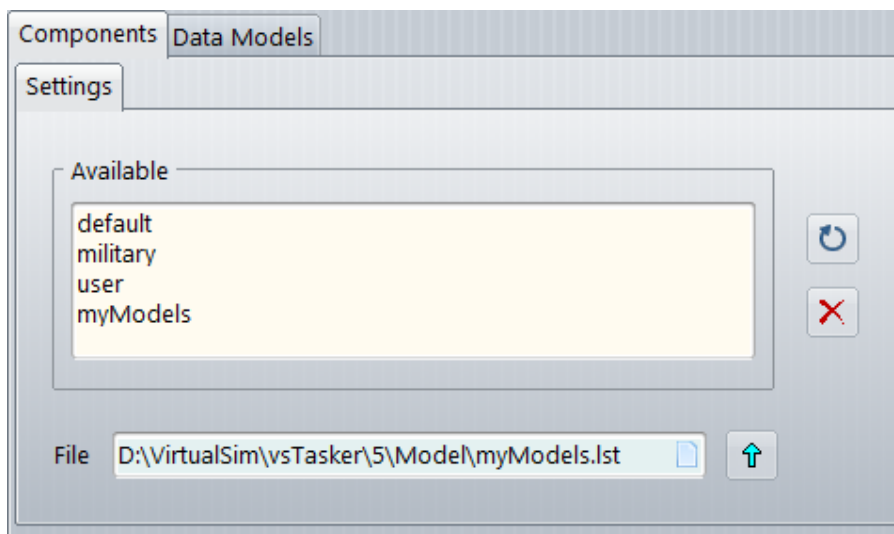 Components Data Models
Settings
Available
default
military
user
myModels
File D:\VirtualSim\vsTasker\5\Model\myModels.lst